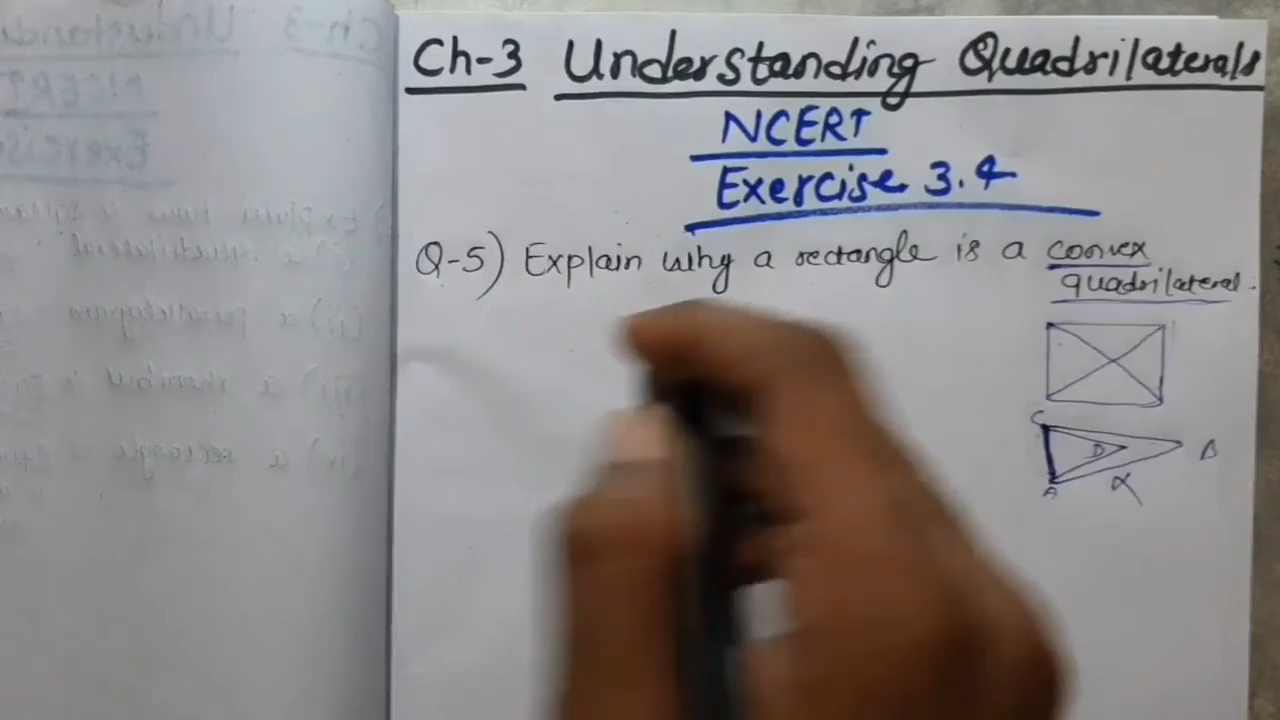 Ch-3 Understanding Quadrilaterals
NCERT
Exercise 3.4
Q-5) Explain why a rectangle is a convex
quadrilateral.
C
D
B
A